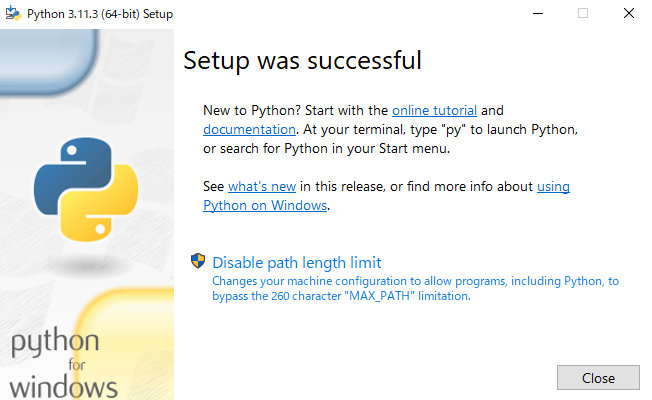 Python 3.11.3 (64-bit) Setup
Setup was successful
New to Python? Start with the online tutorial and
documentation. At your terminal, type "py" to launch Python,
or search for Python in your Start menu.
See what's new in this release, or find more info about using
Python on Windows.
Disable path length limit
Changes your machine configuration to allow programs, including Python, to
bypass the 260 character "MAX_PATH" limitation.
python
for
windows
Close